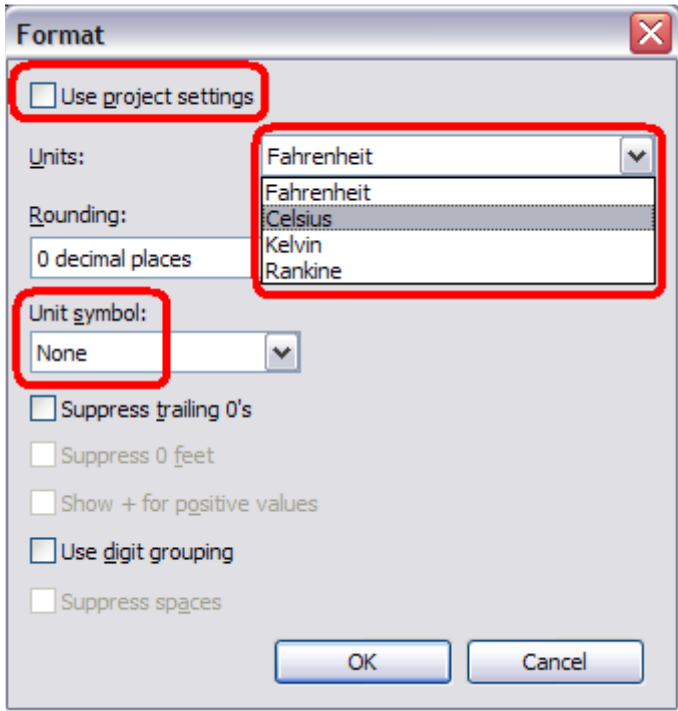 Format
Use project settings
Units:
Fahrenheit
Fahrenheit
Celsius
Kelvin
Rankine
Rounding:
0 decimal places
Unit symbol:
None
Suppress trailing 0's
Suppress 0 feet
Show + for positive values
Use digit grouping
Suppress spaces
OK
Cancel